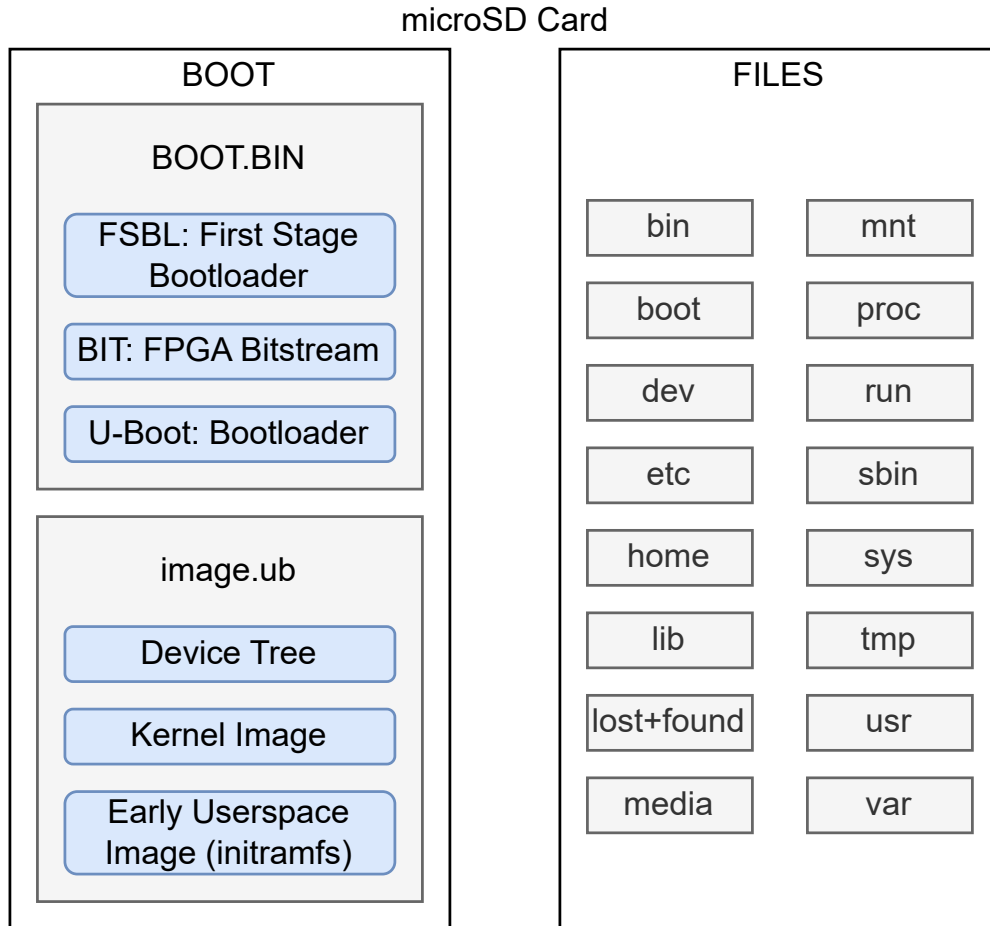 microSD Card
BOOT
BOOT.BIN
FSBL: First Stage
Bootloader
BIT: FPGA Bitstream
U-Boot: Bootloader
image.ub
Device Tree
Kernel Image
Early Userspace
Image (initramfs)
FILES
bin
boot
dev
etc
home
lib
lost+found
media
mnt
proc
run
sbin
sys
tmp
usr
var